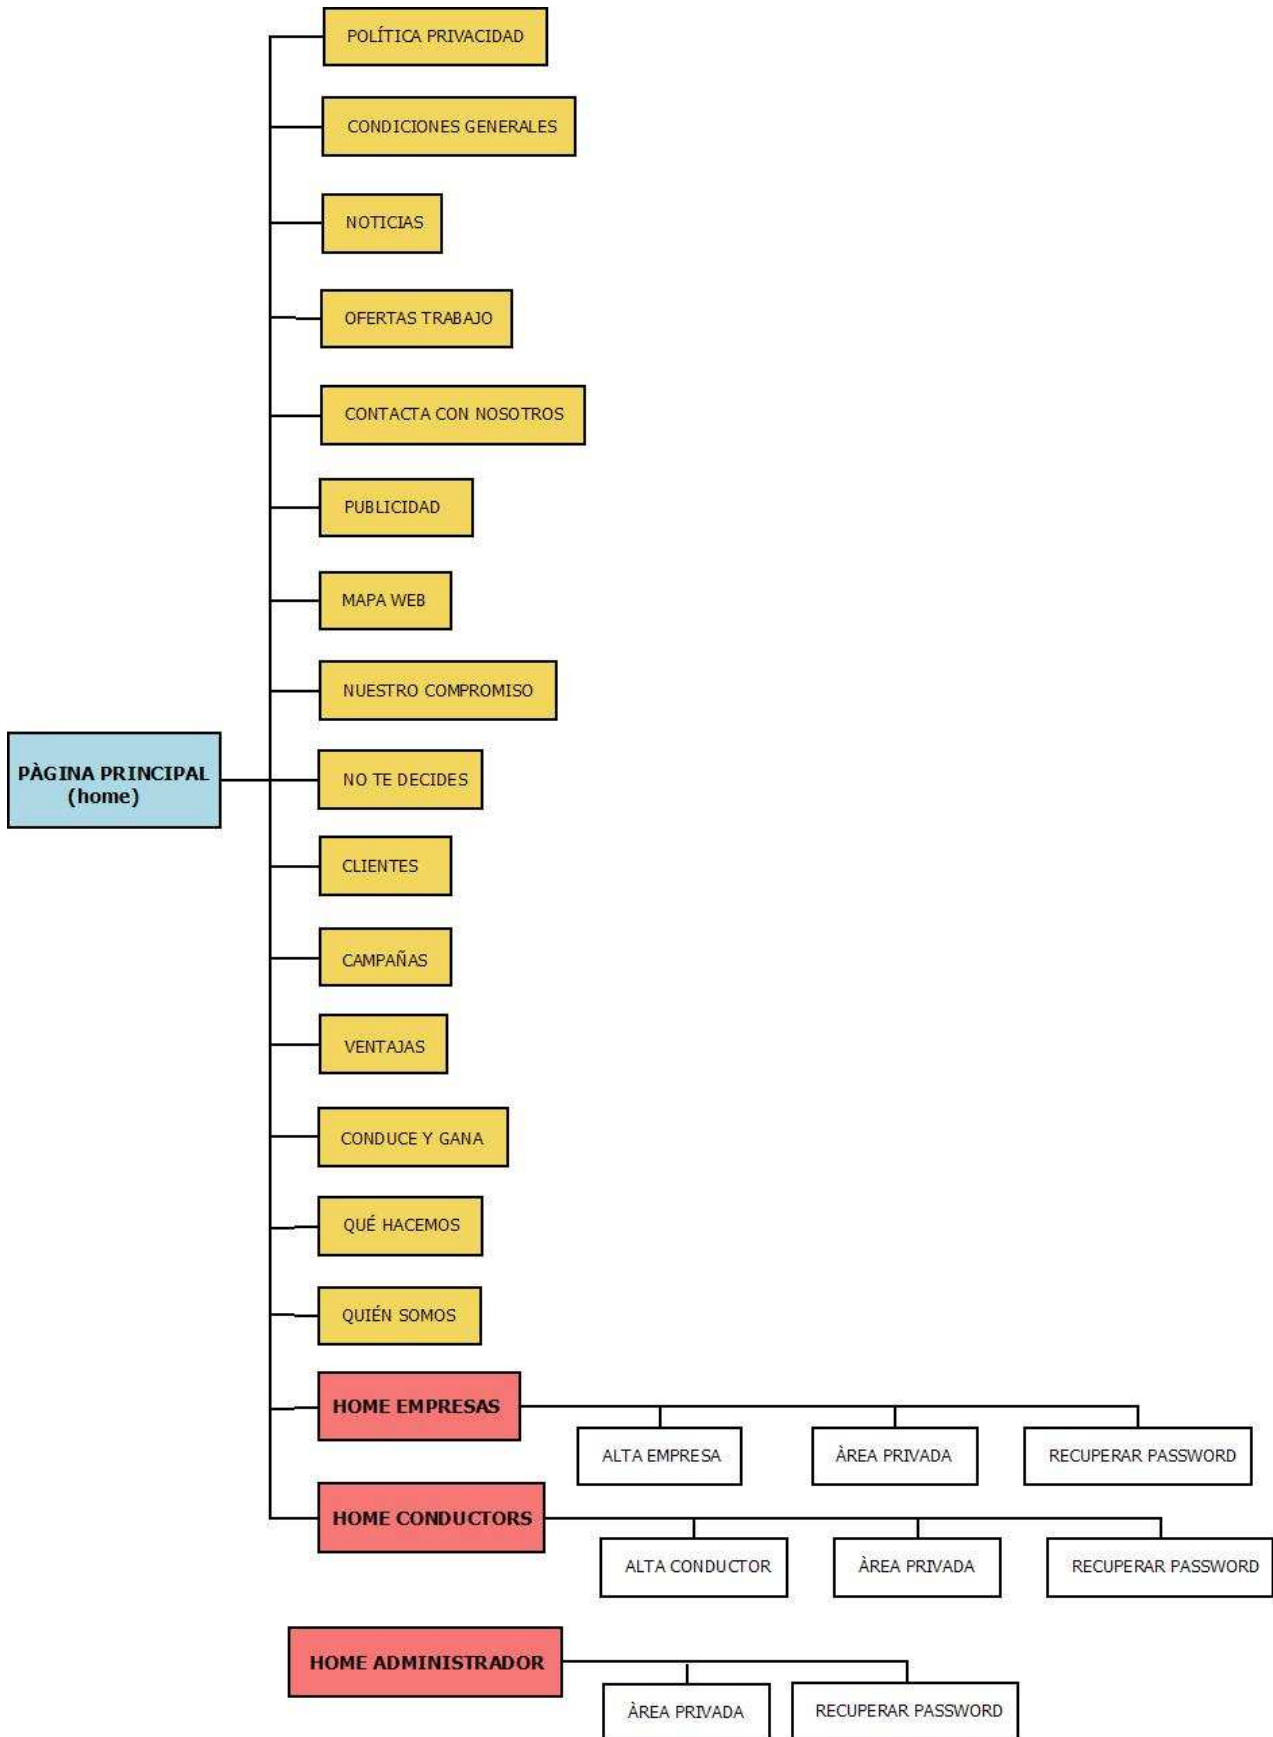 POLÍTICA PRIVACIDAD
CONDICIONES GENERALES
NOTICIAS
OFERTAS TRABAJO
CONTACTA CON NOSOTROS
PUBLICIDAD
MAPA WEB
NUESTRO COMPROMISO
PÀGINA PRINCIPAL
(home)
NO TE DECIDES
CLIENTES
CAMPAÑAS
VENTAJAS
CONDUCE Y GANA
QUÉ HACEMOS
QUIÉN SOMOS
HOME EMPRESAS
ALTA EMPRESA
ÀREA PRIVADA
RECUPERAR PASSWORD
HOME CONDUCTORS
ALTA CONDUCTOR
ÀREA PRIVADA
RECUPERAR PASSWORD
HOME ADMINISTRADOR
ÀREA PRIVADA
RECUPERAR PASSWORD